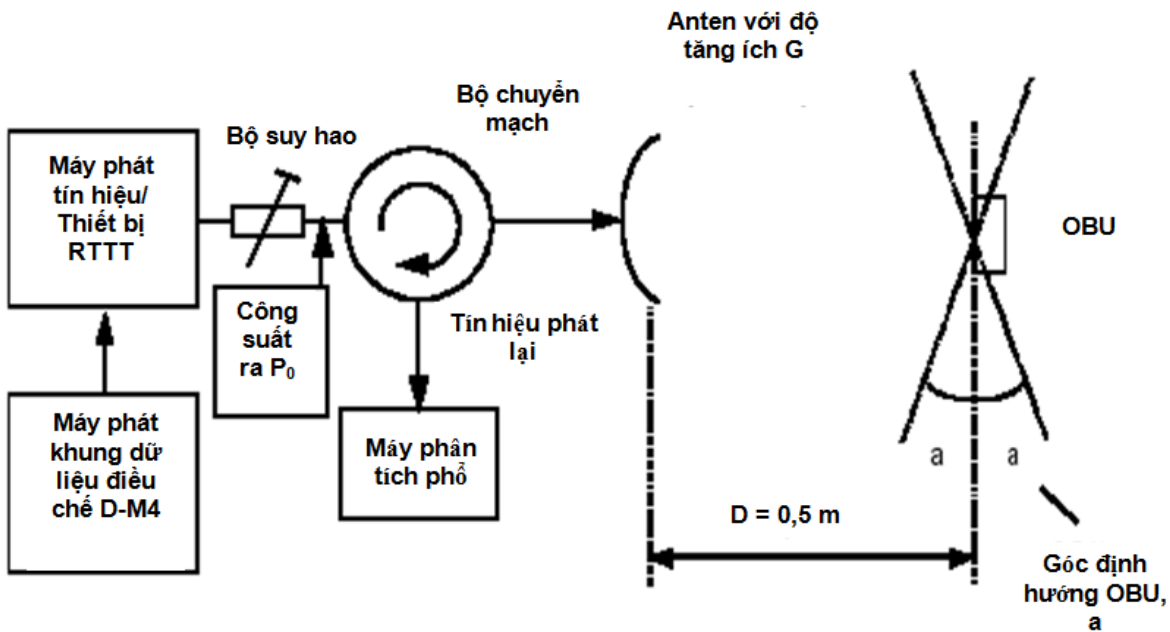 Anten với độ
tăng ích G
Bộ chuyển
mạch
Bộ suy hao
Máy phát
tín hiệu/
Thiết bị
RTTT
OBU
Công
suất
ra P₀
Tín hiệu phát
lại
Máy phát
khung dữ
liệu điều
chế D-M4
Máy phân
tích phổ
a
a
D = 0,5 m
Góc định
hướng OBU,
a